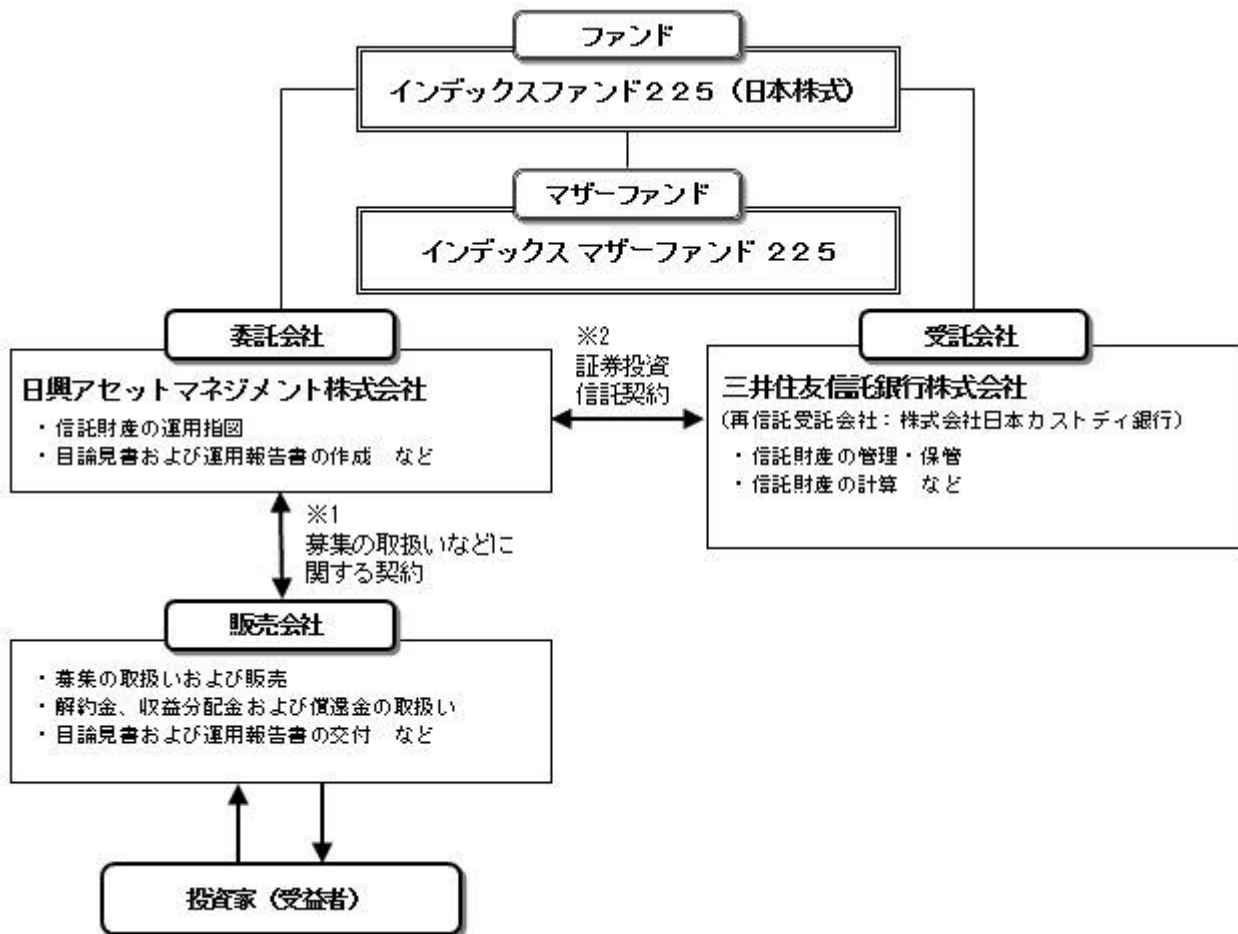 ファンド
インデックスファンド225（日本株式）
マザーファンド
インデックス マザーファンド 225
委託会社
日興アセットマネジメント株式会社
・信託財産の運用指図
・目論見書および運用報告書の作成　など
※2
証券投資
信託契約
受託会社
三井住友信託銀行株式会社
（再信託受託会社：株式会社日本カストディ銀行）
・信託財産の管理・保管
・信託財産の計算　など
※1
募集の取扱いなどに
関する契約
販売会社
・募集の取扱いおよび販売
・解約金、収益分配金および償還金の取扱い
・目論見書および運用報告書の交付　など
投資家（受益者）